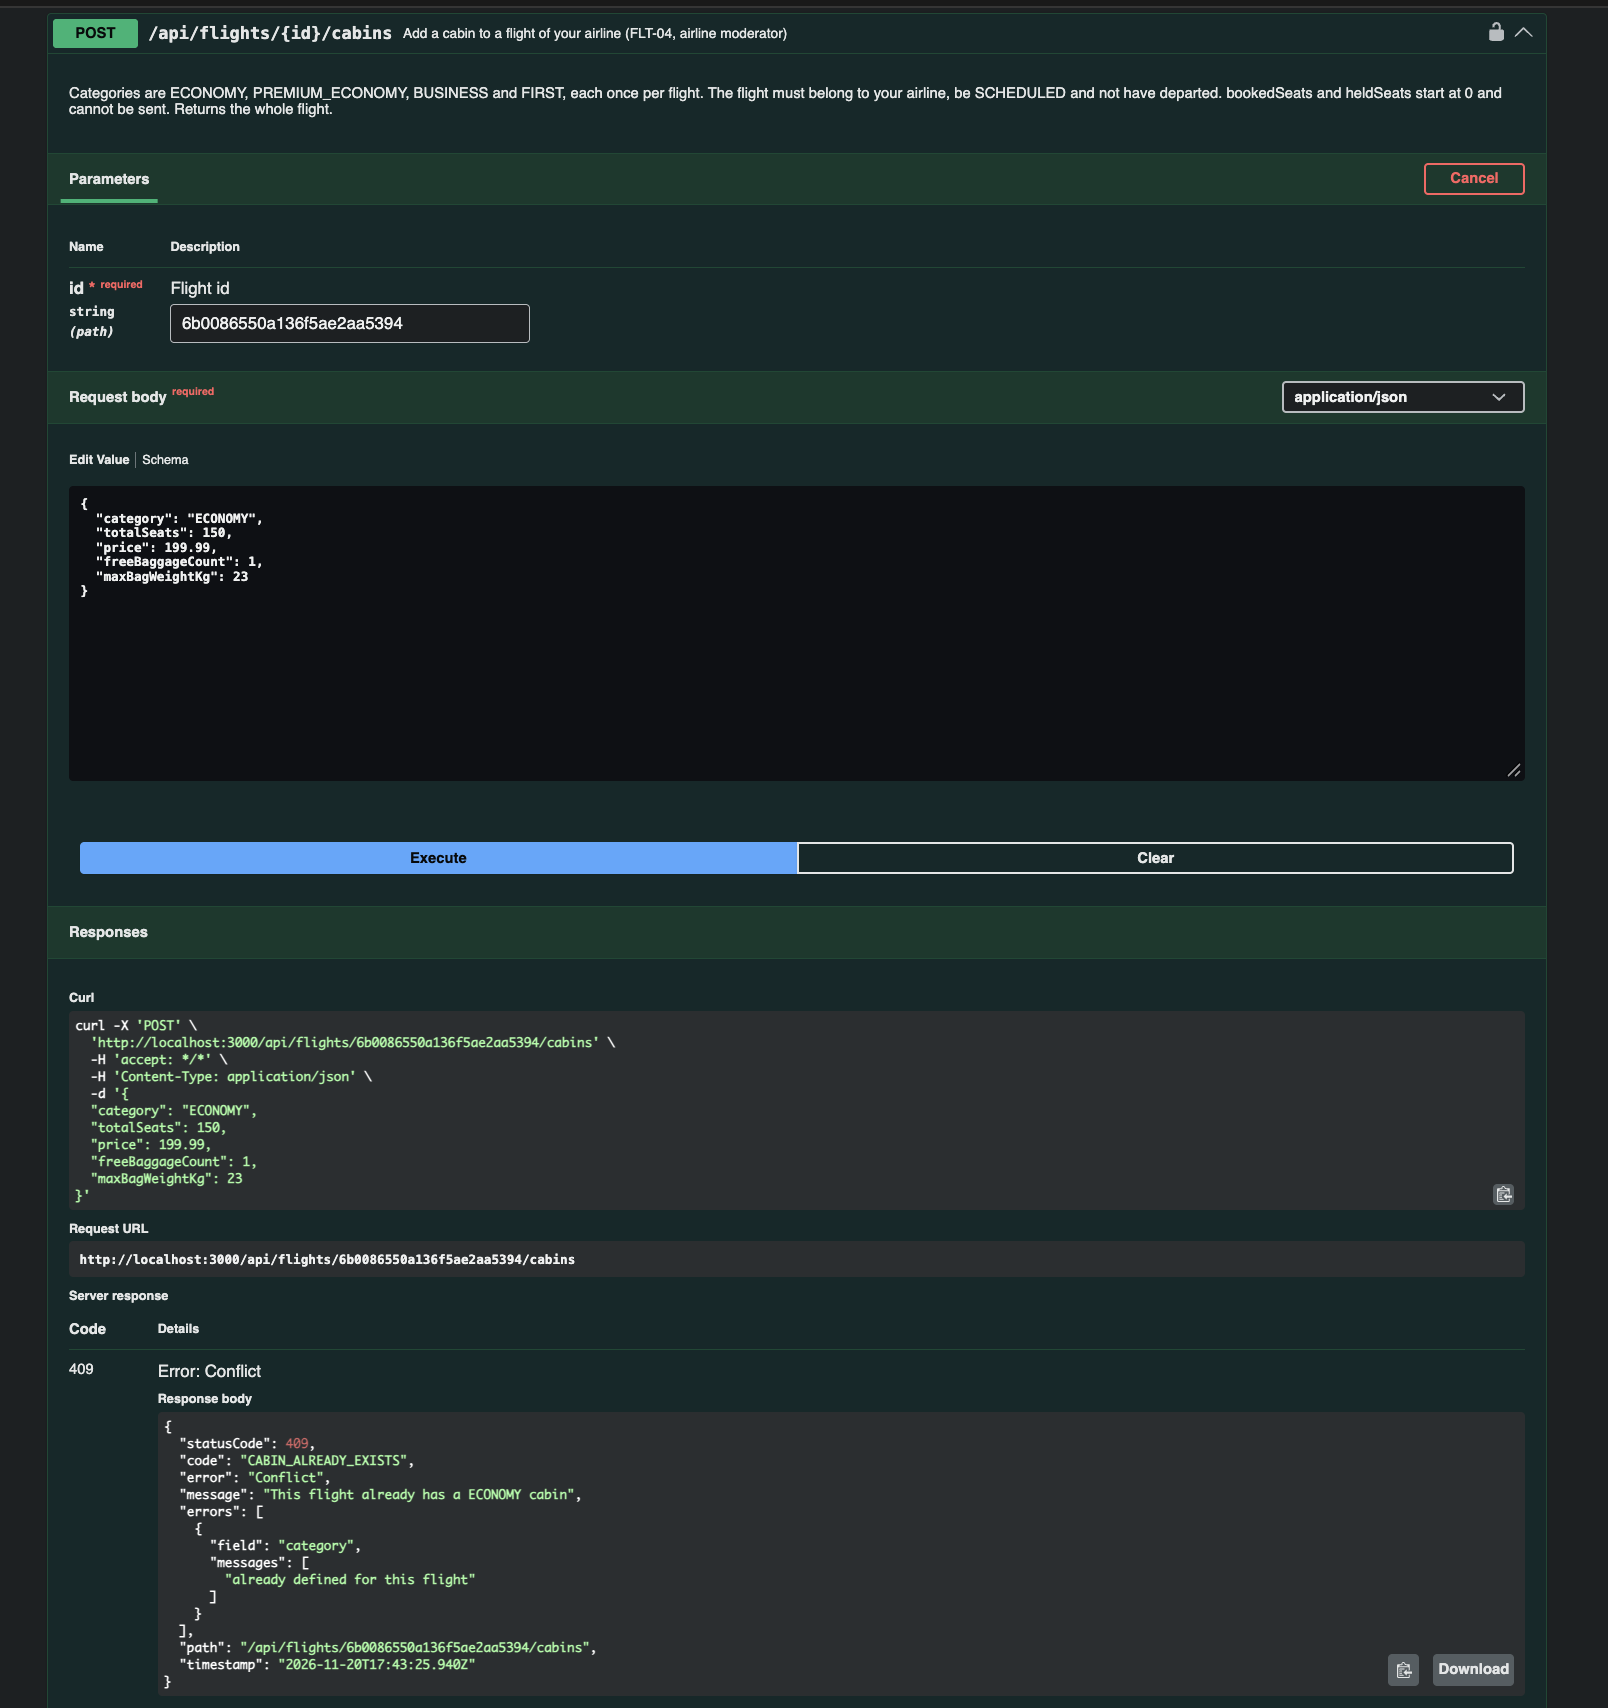 POST /api/flights/{id}/cabins Add a cabin to a flight of your airline (FLT-04, airline moderator)
Categories are ECONOMY, PREMIUM_ECONOMY, BUSINESS and FIRST, each once per flight. The flight must belong to your airline, be SCHEDULED and not have departed. bookedSeats and heldSeats start at 0 and
cannot be sent. Returns the whole flight.
Parameters
Cancel
Name Description
id * required Flight id
string
(path)
6b0086550a136f5ae2aa5394
Request body required
application/json
Edit Value Schema
{
  "category": "ECONOMY",
  "totalSeats": 150,
  "price": 199.99,
  "freeBaggageCount": 1,
  "maxBagWeightKg": 23
}
Execute Clear
Responses
Curl
curl -X 'POST' \
  'http://localhost:3000/api/flights/6b0086550a136f5ae2aa5394/cabins' \
  -H 'accept: */*' \
  -H 'Content-Type: application/json' \
  -d '{
  "category": "ECONOMY",
  "totalSeats": 150,
  "price": 199.99,
  "freeBaggageCount": 1,
  "maxBagWeightKg": 23
}'
Request URL
http://localhost:3000/api/flights/6b0086550a136f5ae2aa5394/cabins
Server response
Code Details
409 Error: Conflict
Response body
{
  "statusCode": 409,
  "code": "CABIN_ALREADY_EXISTS",
  "error": "Conflict",
  "message": "This flight already has a ECONOMY cabin",
  "errors": [
    {
      "field": "category",
      "messages": [
        "already defined for this flight"
      ]
    }
  ],
  "path": "/api/flights/6b0086550a136f5ae2aa5394/cabins",
  "timestamp": "2026-11-20T17:43:25.940Z"
}
Download